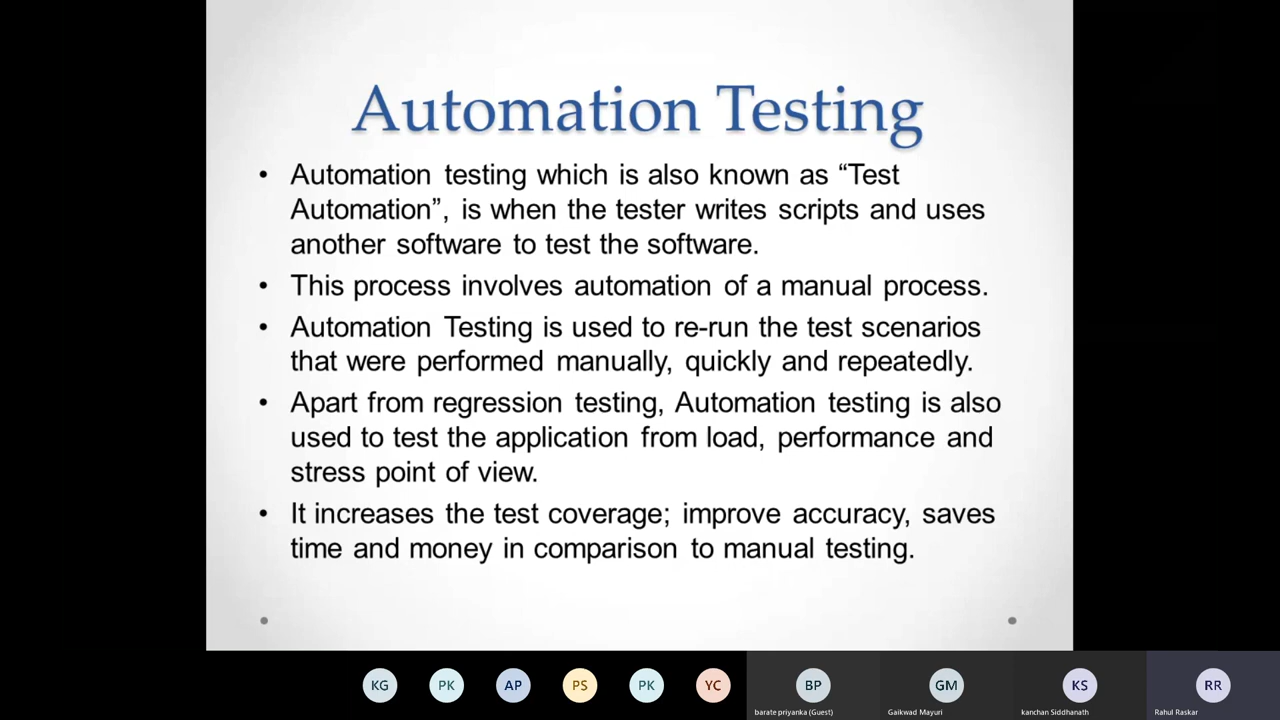 Automation Testing
• Automation testing which is also known as “Test
Automation”, is when the tester writes scripts and uses
another software to test the software.
• This process involves automation of a manual process.
• Automation Testing is used to re-run the test scenarios
that were performed manually, quickly and repeatedly.
• Apart from regression testing, Automation testing is also
used to test the application from load, performance and
stress point of view.
• It increases the test coverage; improve accuracy, saves
time and money in comparison to manual testing.
KG PK AP PS PK YC BP GM KS RR
barate priyanka (Guest) Gaikwad Mayuri kanchan Siddhanath Rahul Raskar